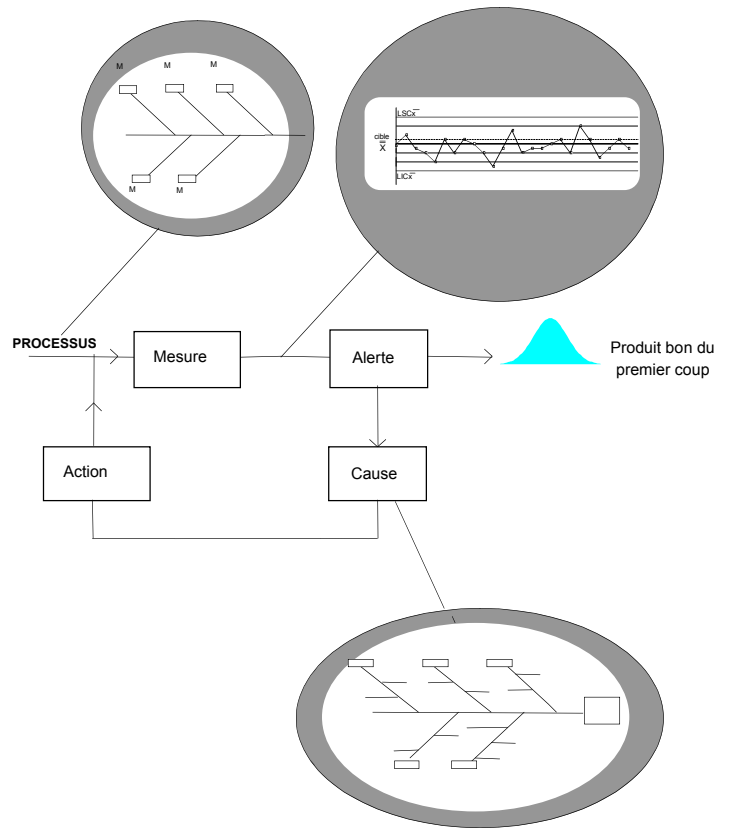 M M M
M M
LSCx̅
cible
X̿
LICx̅
PROCESSUS
Mesure
Alerte
Produit bon du
premier coup
Action
Cause